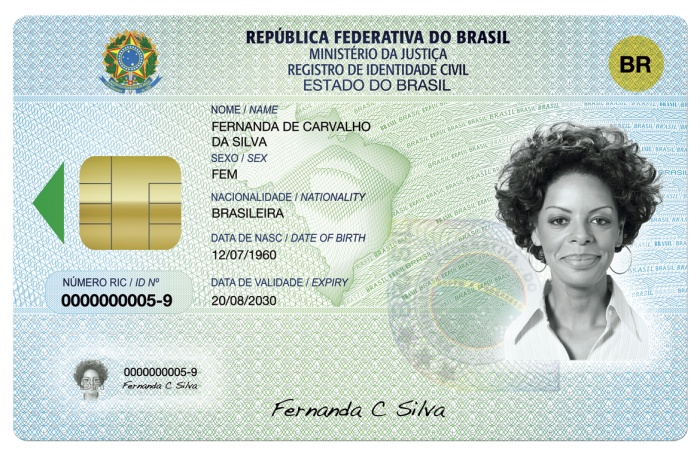 REPÚBLICA FEDERATIVA DO BRASIL
MINISTÉRIO DA JUSTIÇA
REGISTRO DE IDENTIDADE CIVIL
ESTADO DO BRASIL
BR
NOME / NAME
FERNANDA DE CARVALHO
DA SILVA
SEXO / SEX
FEM
NACIONALIDADE / NATIONALITY
BRASILEIRA
DATA DE NASC / DATE OF BIRTH
12/07/1960
NÚMERO RIC / ID Nº
0000000005-9
DATA DE VALIDADE / EXPIRY
20/08/2030
0000000005-9
Fernanda C Silva
Fernanda C Silva